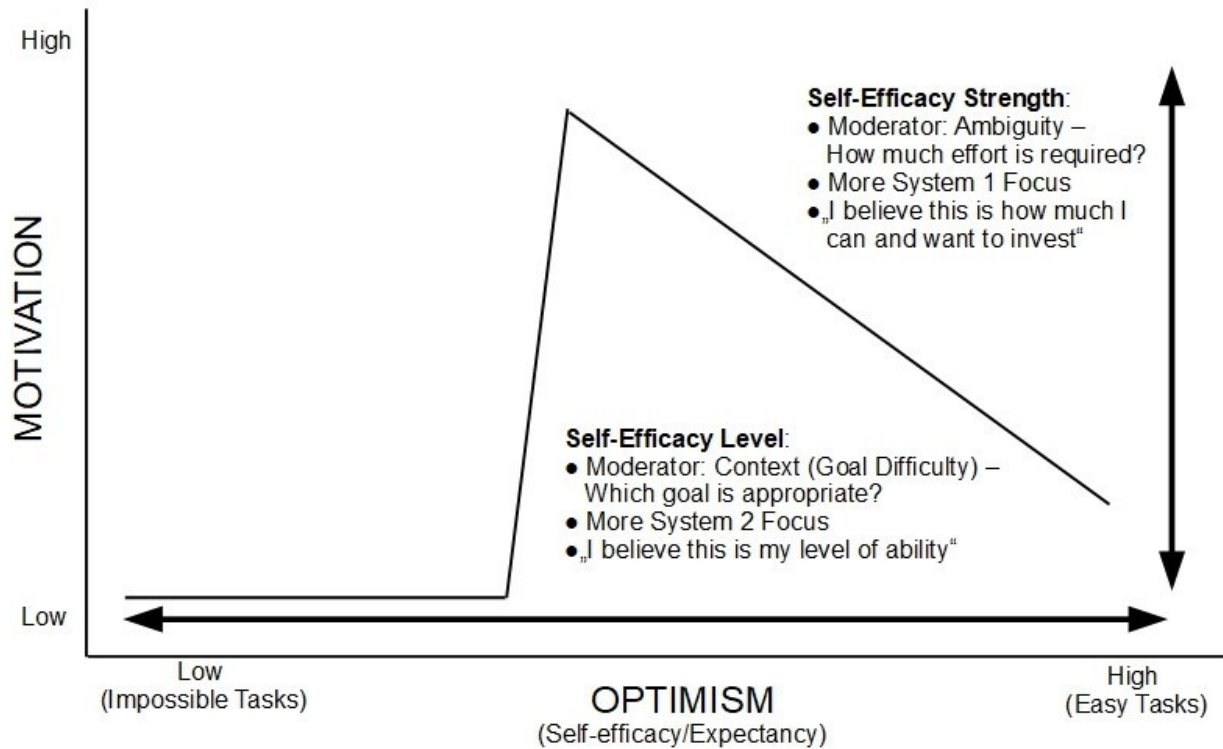 High
MOTIVATION
Low
Self-Efficacy Strength:
● Moderator: Ambiguity –
How much effort is required?
● More System 1 Focus
●„I believe this is how much I
can and want to invest“
Self-Efficacy Level:
● Moderator: Context (Goal Difficulty) –
Which goal is appropriate?
● More System 2 Focus
●„I believe this is my level of ability“
Low
(Impossible Tasks)
OPTIMISM
(Self-efficacy/Expectancy)
High
(Easy Tasks)